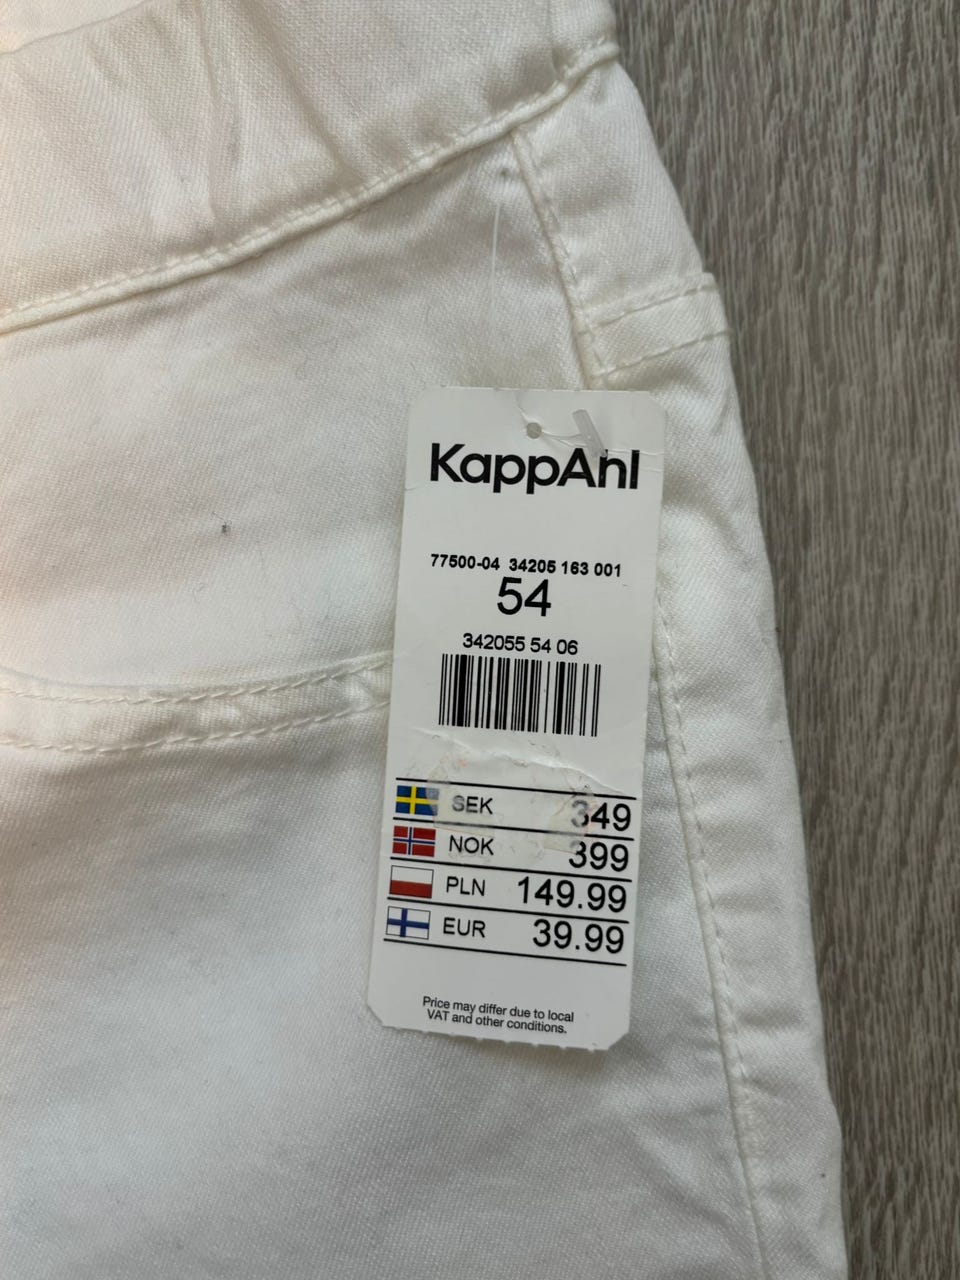 KappAhl
77500-04 34205 163 001
54
342055 54 06
SEK 349
NOK 399
PLN 149.99
EUR 39.99
Price may differ due to local
VAT and other conditions.